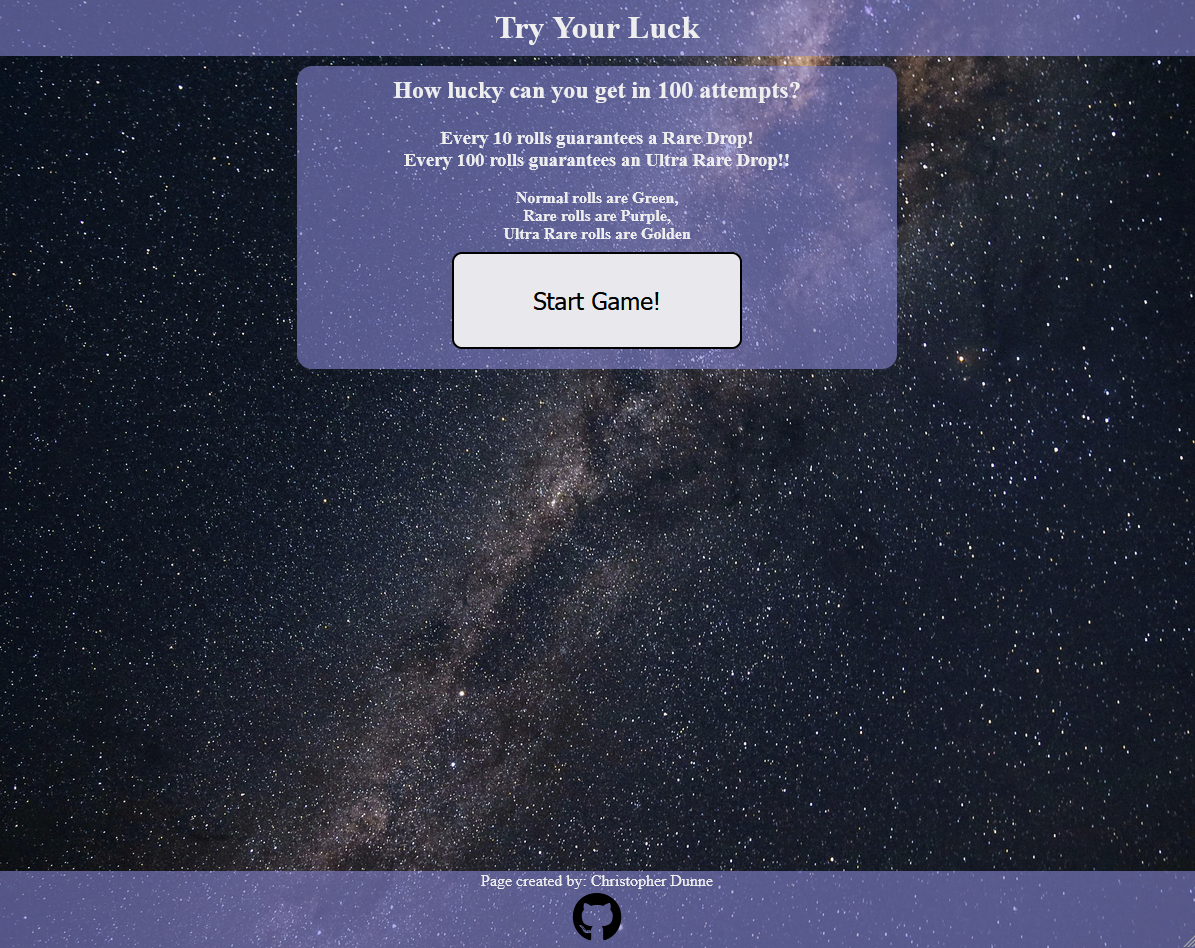 Try Your Luck
How lucky can you get in 100 attempts?
Every 10 rolls guarantees a Rare Drop!
Every 100 rolls guarantees an Ultra Rare Drop!!
Normal rolls are Green,
Rare rolls are Purple,
Ultra Rare rolls are Golden
Start Game!
Page created by: Christopher Dunne